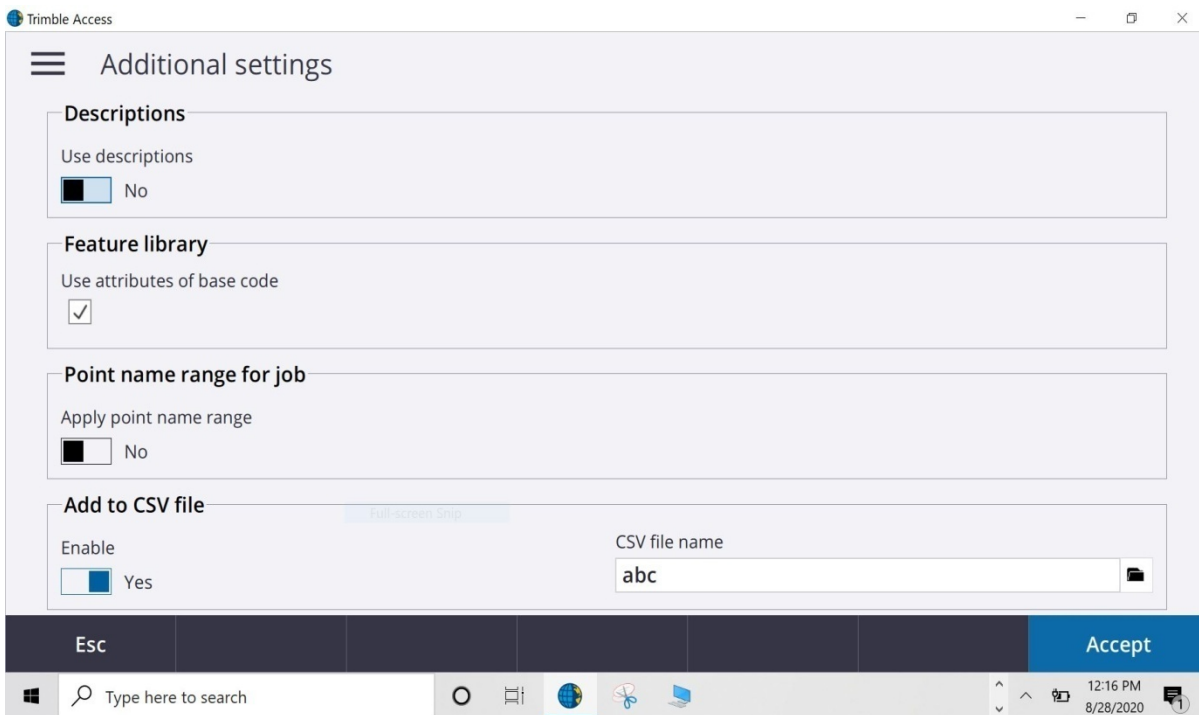 Trimble Access
Additional settings
Descriptions
Use descriptions
No
Feature library
Use attributes of base code
Point name range for job
Apply point name range
No
Add to CSV file
Full-screen Snip
Enable
CSV file name
Yes
abc
Esc
Accept
Type here to search
12:16 PM
8/28/2020
1